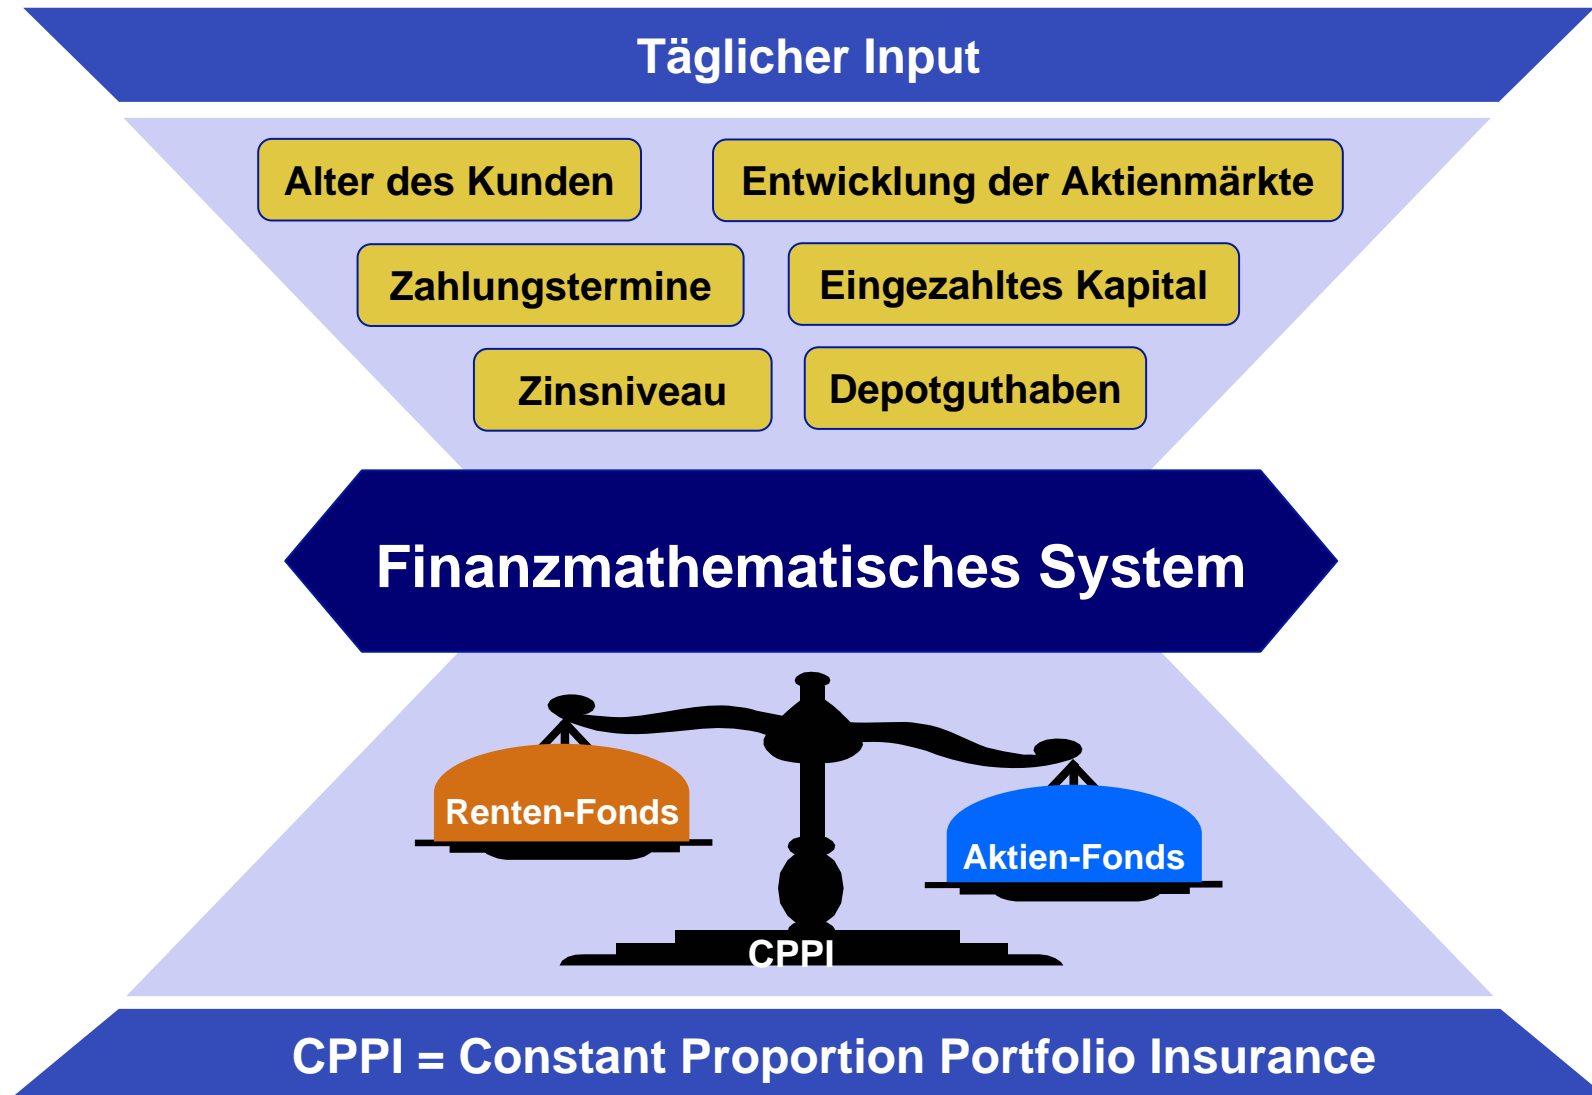 Täglicher Input
Alter des Kunden
Entwicklung der Aktienmärkte
Zahlungstermine
Eingezahltes Kapital
Zinsniveau
Depotguthaben
Finanzmathematisches System
Renten-Fonds
Aktien-Fonds
CPPI
CPPI = Constant Proportion Portfolio Insurance